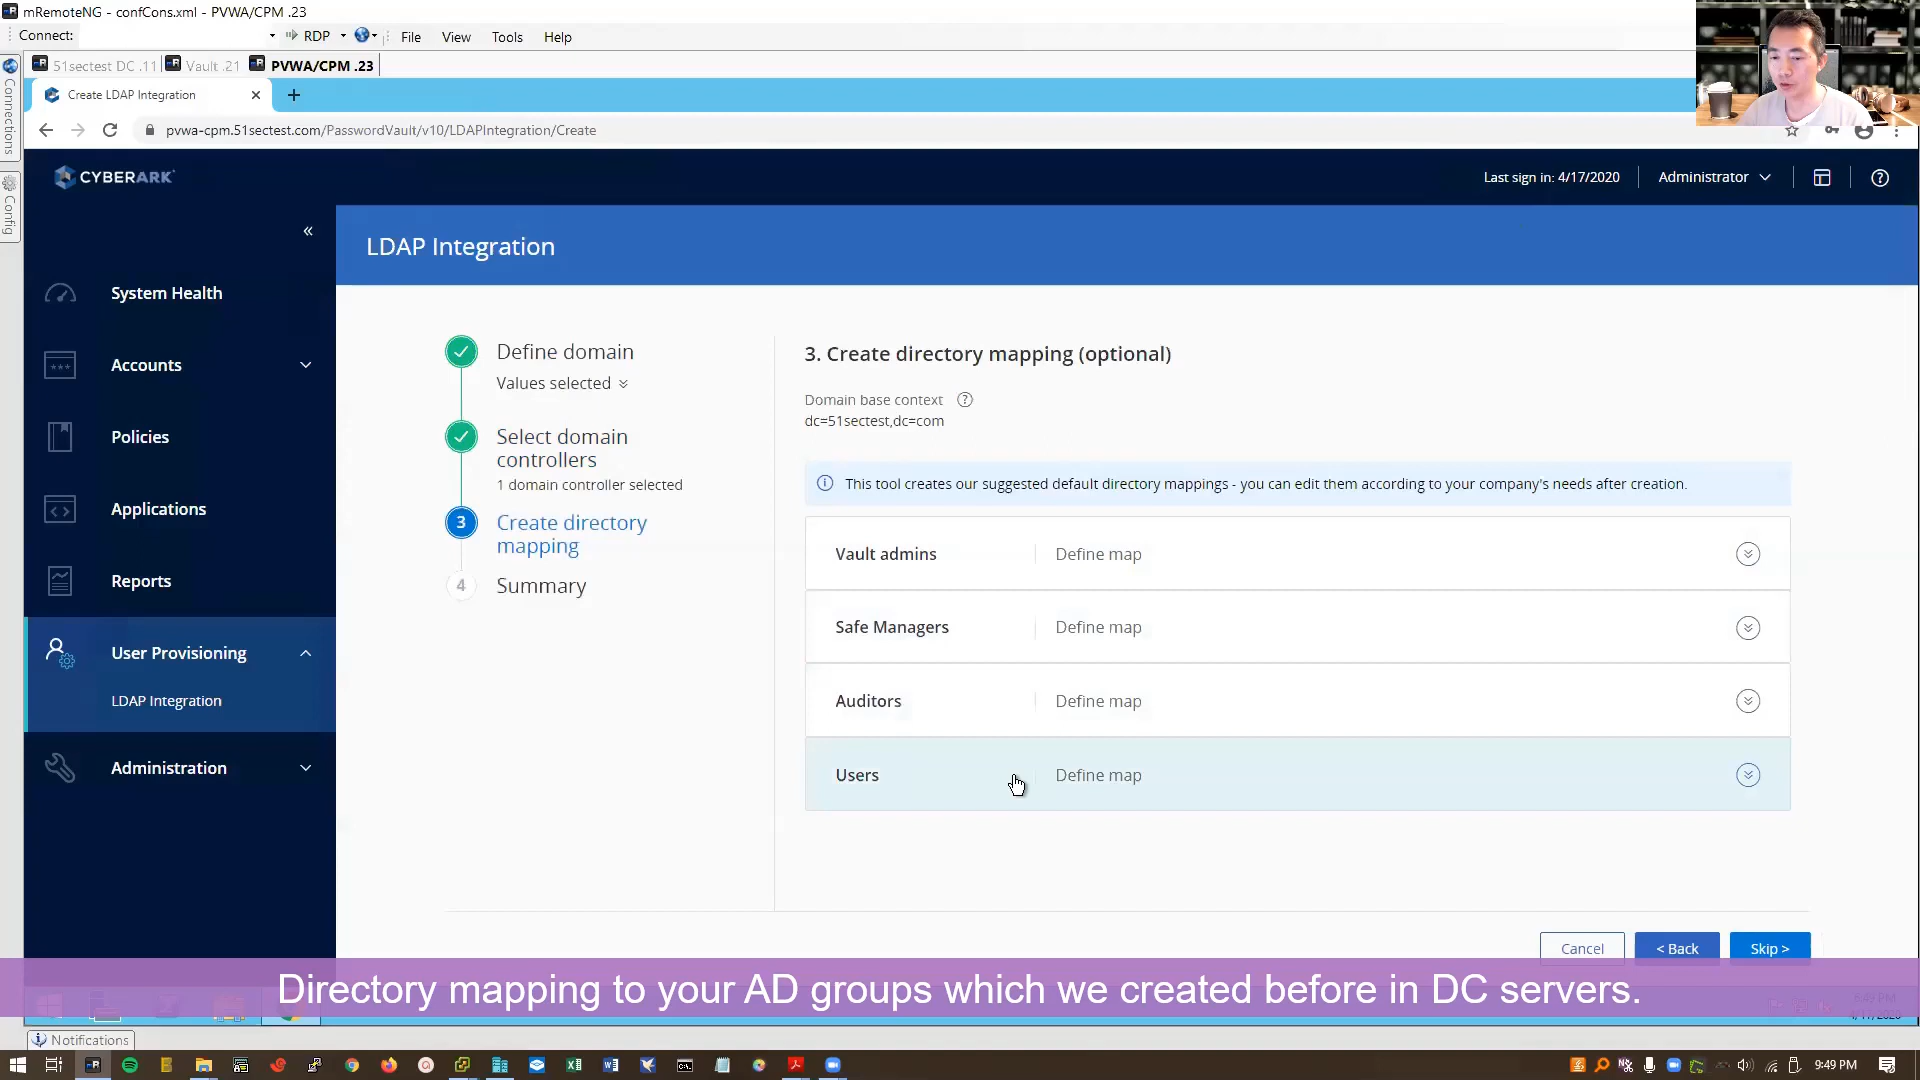 mRemoteNG - confCons.xml - PVWA/CPM .23
Connect:
RDP
File View Tools Help
51sectest DC .11 Vault .21 PVWA/CPM .23
Connections
Config
Create LDAP Integration
pvwa-cpm.51sectest.com/PasswordVault/v10/LDAPIntegration/Create
CYBERARK
Last sign in: 4/17/2020
Administrator
LDAP Integration
System Health
Accounts
Policies
Applications
Reports
User Provisioning
LDAP Integration
Administration
Define domain
Values selected
Select domain
controllers
1 domain controller selected
3
Create directory
mapping
4
Summary
3. Create directory mapping (optional)
Domain base context
dc=51sectest,dc=com
This tool creates our suggested default directory mappings - you can edit them according to your company's needs after creation.
Vault admins Define map
Safe Managers Define map
Auditors Define map
Users Define map
Cancel
< Back
Skip >
Directory mapping to your AD groups which we created before in DC servers.
Notifications
9:49 PM